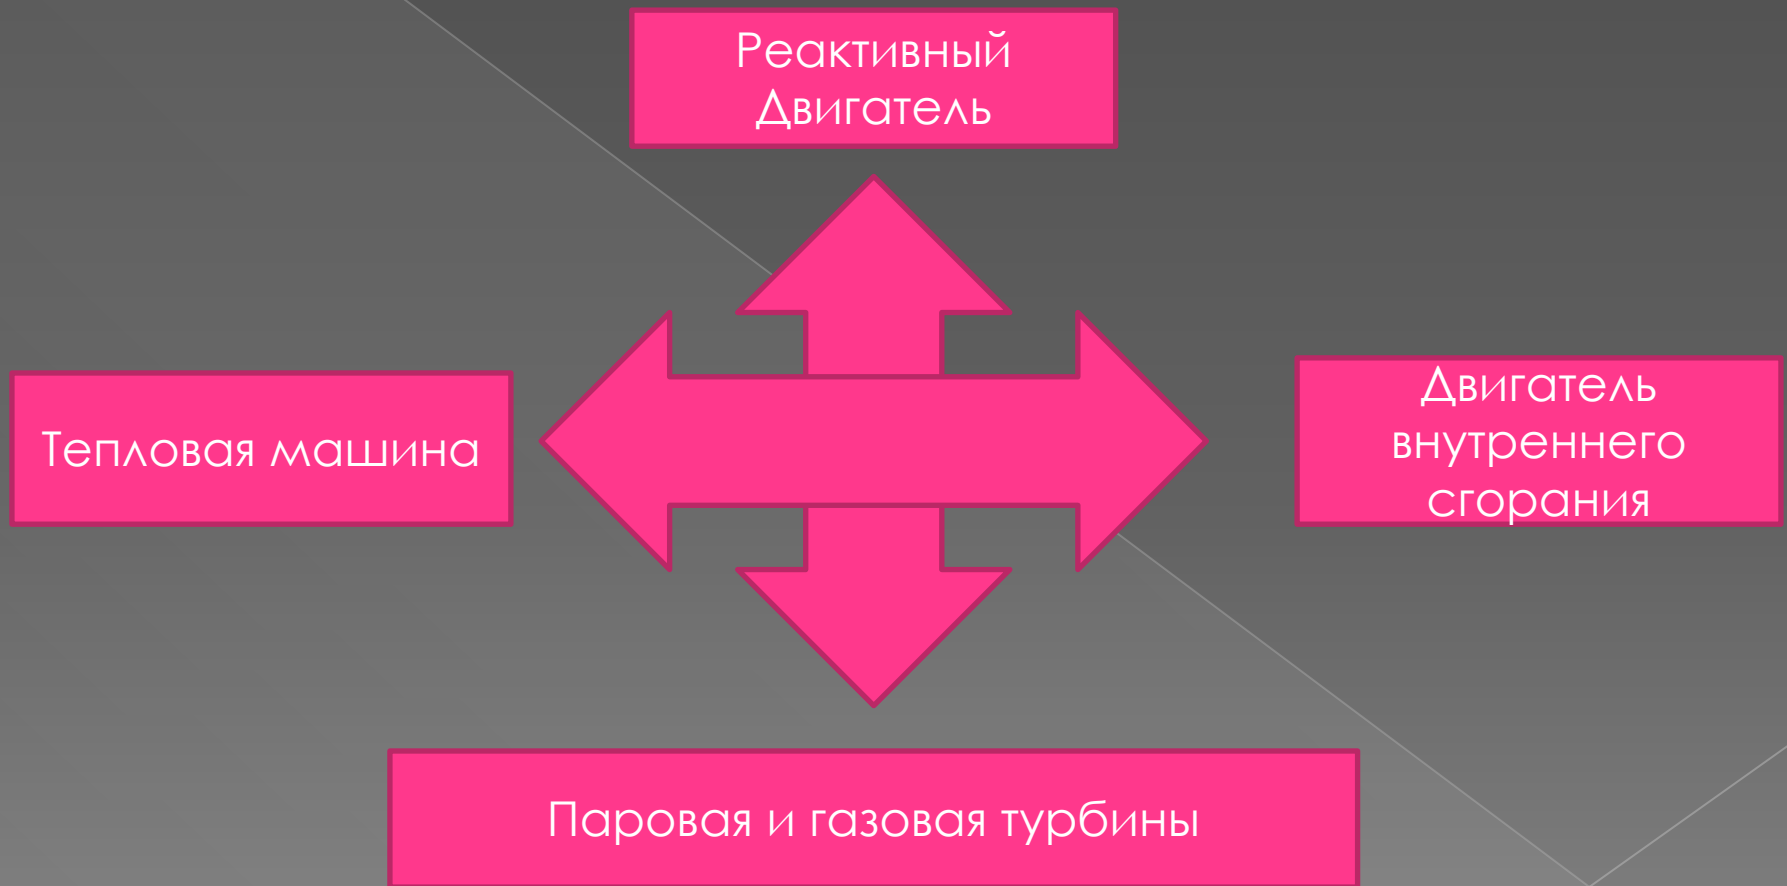 Реактивный
Двигатель
Тепловая машина
Двигатель
внутреннего
сгорания
Паровая и газовая турбины